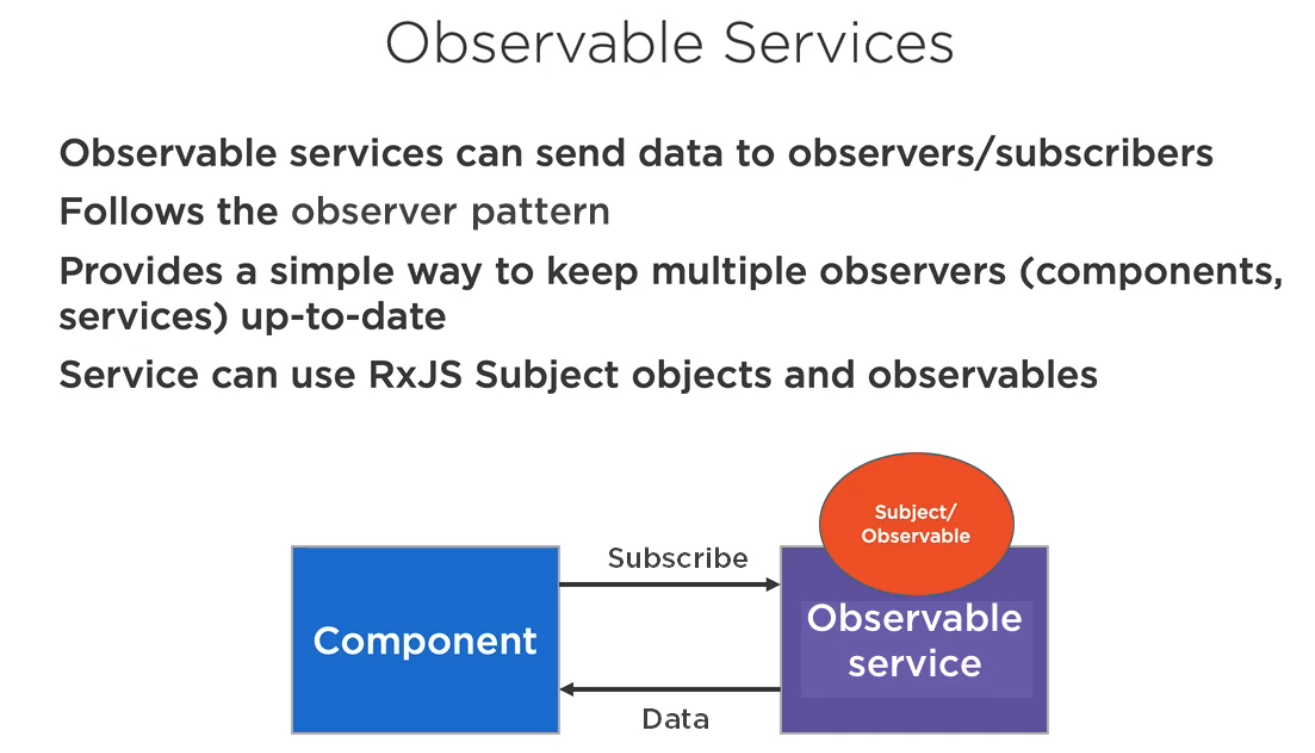 Observable Services
Observable services can send data to observers/subscribers
Follows the observer pattern
Provides a simple way to keep multiple observers (components,
services) up-to-date
Service can use RxJS Subject objects and observables
Subject/
Observable
Subscribe
Component
Observable
service
Data